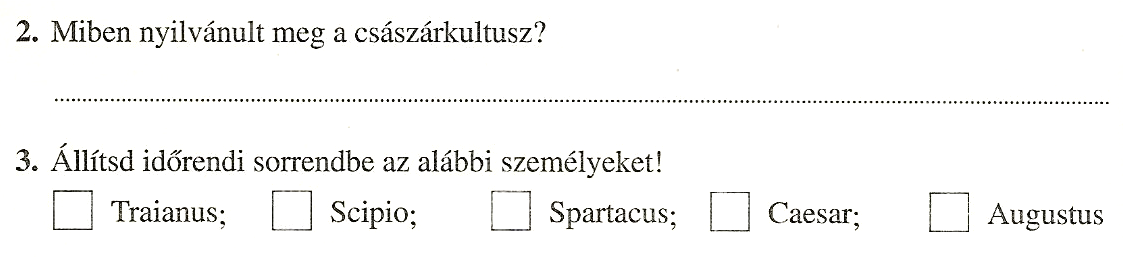 2. Miben nyilvánult meg a császárkultusz?
3. Állítsd időrendi sorrendbe az alábbi személyeket!
Traianus; Scipio; Spartacus; Caesar; Augustus